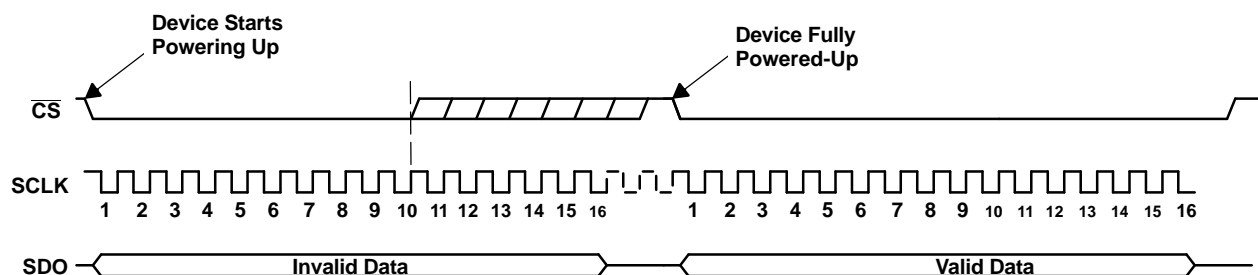 Device Starts
Powering Up
Device Fully
Powered-Up
CS
SCLK
1 2 3 4 5 6 7 8 9 10 11 12 13 14 15 16 1 2 3 4 5 6 7 8 9 10 11 12 13 14 15 16
SDO Invalid Data Valid Data